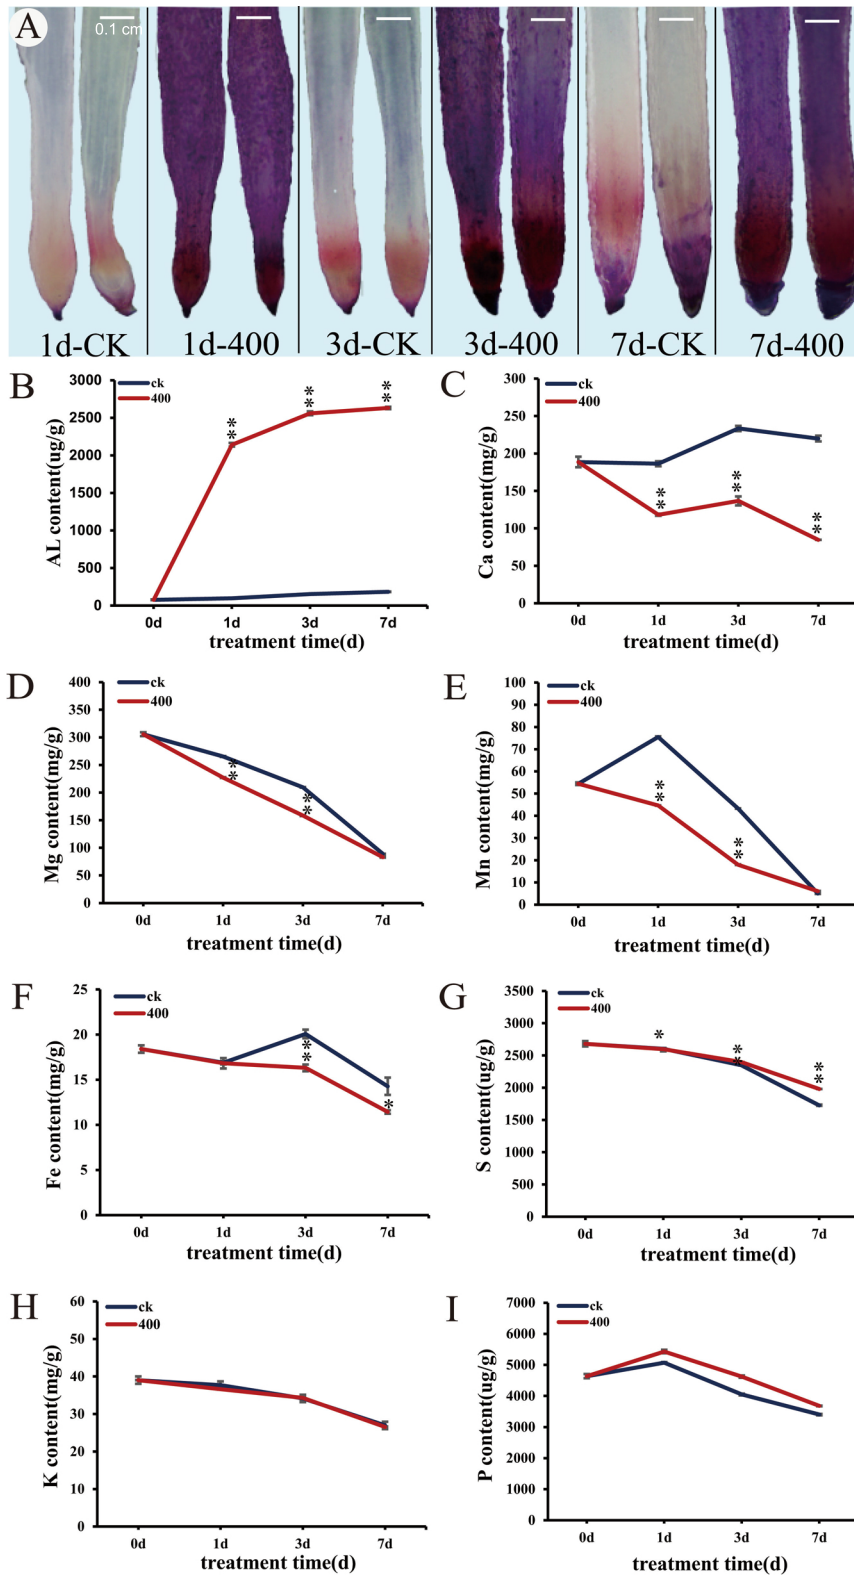 A
0.1 cm
1d-CK
1d-400
3d-CK
3d-400
7d-CK
7d-400
B
ck
400
AL content(ug/g)
3000
2500
2000
1500
1000
500
0
**
**
**
0d
1d
3d
7d
treatment time(d)
C
ck
400
Ca content(mg/g)
300
250
200
150
100
50
0
**
**
**
0d
1d
3d
7d
treatment time(d)
D
ck
400
Mg content(mg/g)
400
350
300
250
200
150
100
50
0
**
**
0d
1d
3d
7d
treatment time(d)
E
ck
400
Mn content(mg/g)
100
90
80
70
60
50
40
30
20
10
0
**
**
0d
1d
3d
7d
treatment time(d)
F
ck
400
Fe content(mg/g)
25
20
15
10
5
0
**
*
0d
1d
3d
7d
treatment time(d)
G
ck
400
S content(ug/g)
3500
3000
2500
2000
1500
1000
500
0
*
**
**
0d
1d
3d
7d
treatment time(d)
H
ck
400
K content(mg/g)
60
50
40
30
20
10
0
0d
1d
3d
7d
treatment time(d)
I
ck
400
P content(ug/g)
7000
6000
5000
4000
3000
2000
1000
0
0d
1d
3d
7d
treatment time(d)